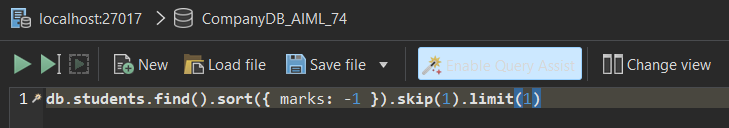 localhost:27017 > CompanyDB_AIML_74
New Load file Save file Enable Query Assist Change view
1 db.students.find().sort({ marks: -1 }).skip(1).limit(1)